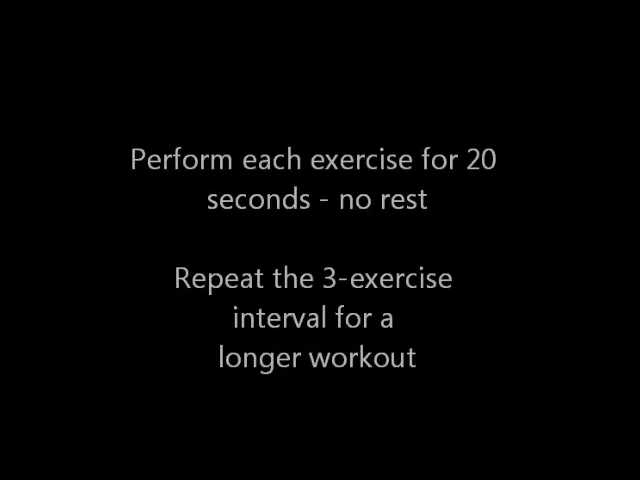 Perform each exercise for 20
seconds - no rest
Repeat the 3-exercise
interval for a
longer workout